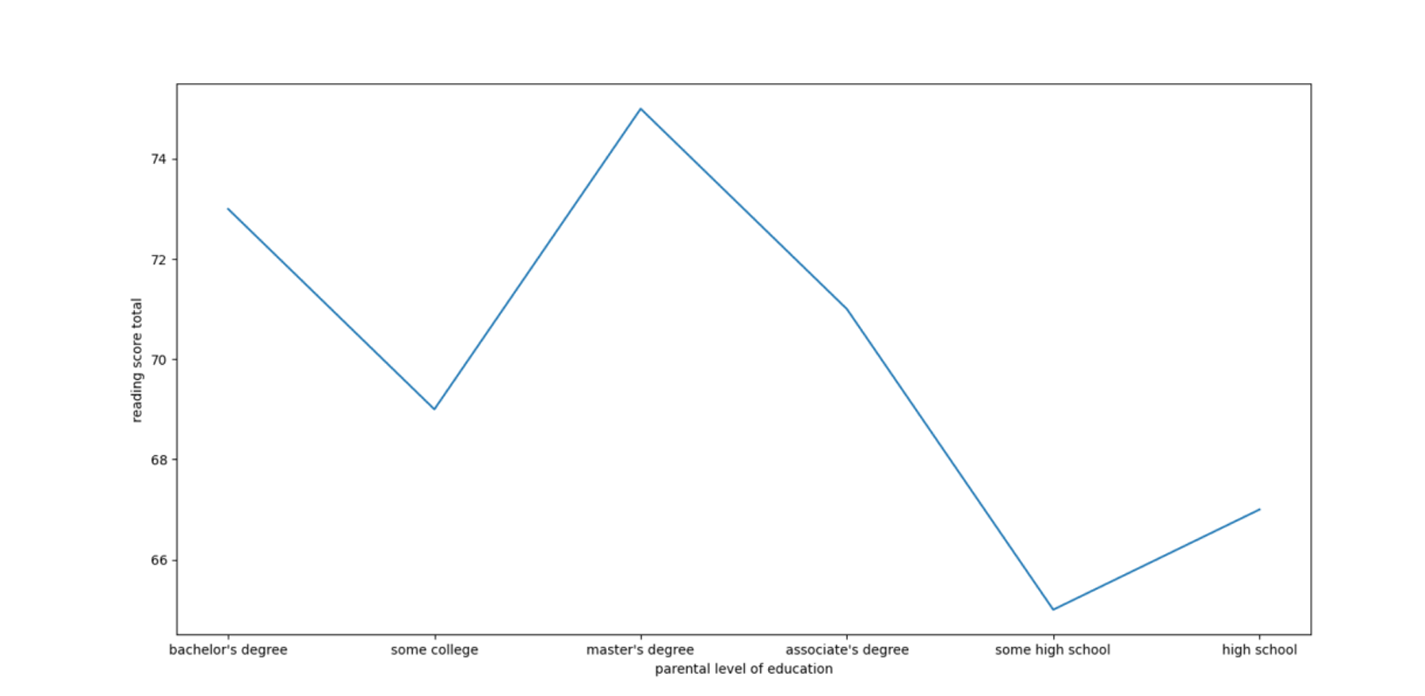 74
72
70
68
66
reading score total
bachelor's degree some college master's degree associate's degree some high school high school
parental level of education